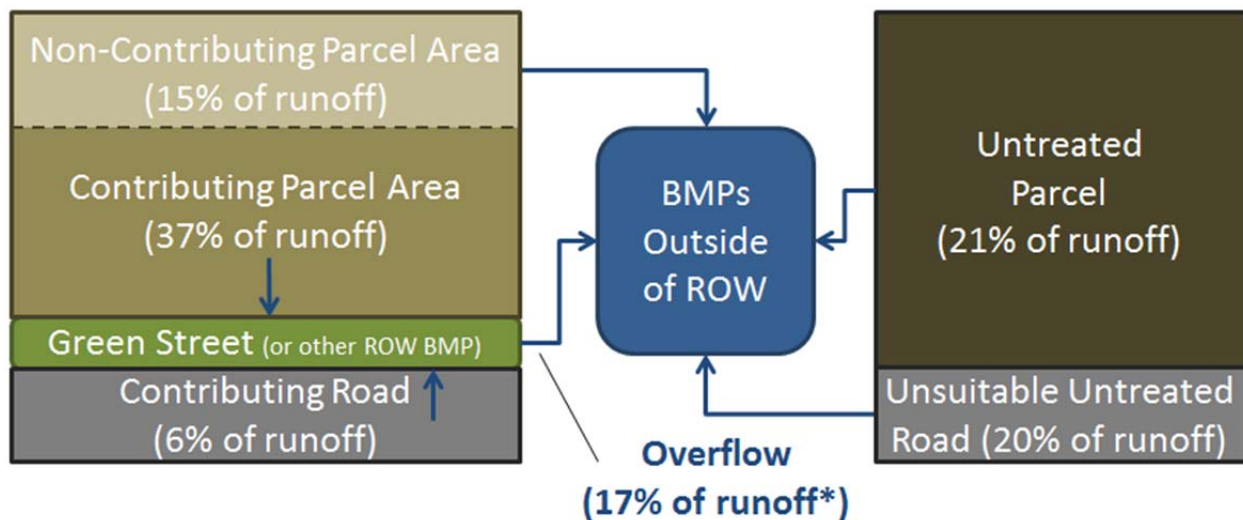 Non-Contributing Parcel Area
(15% of runoff)
Contributing Parcel Area
(37% of runoff)
Green Street (or other ROW BMP)
Contributing Road
(6% of runoff)
BMPs
Outside
of ROW
Overflow
(17% of runoff*)
Untreated
Parcel
(21% of runoff)
Unsuitable Untreated
Road (20% of runoff)